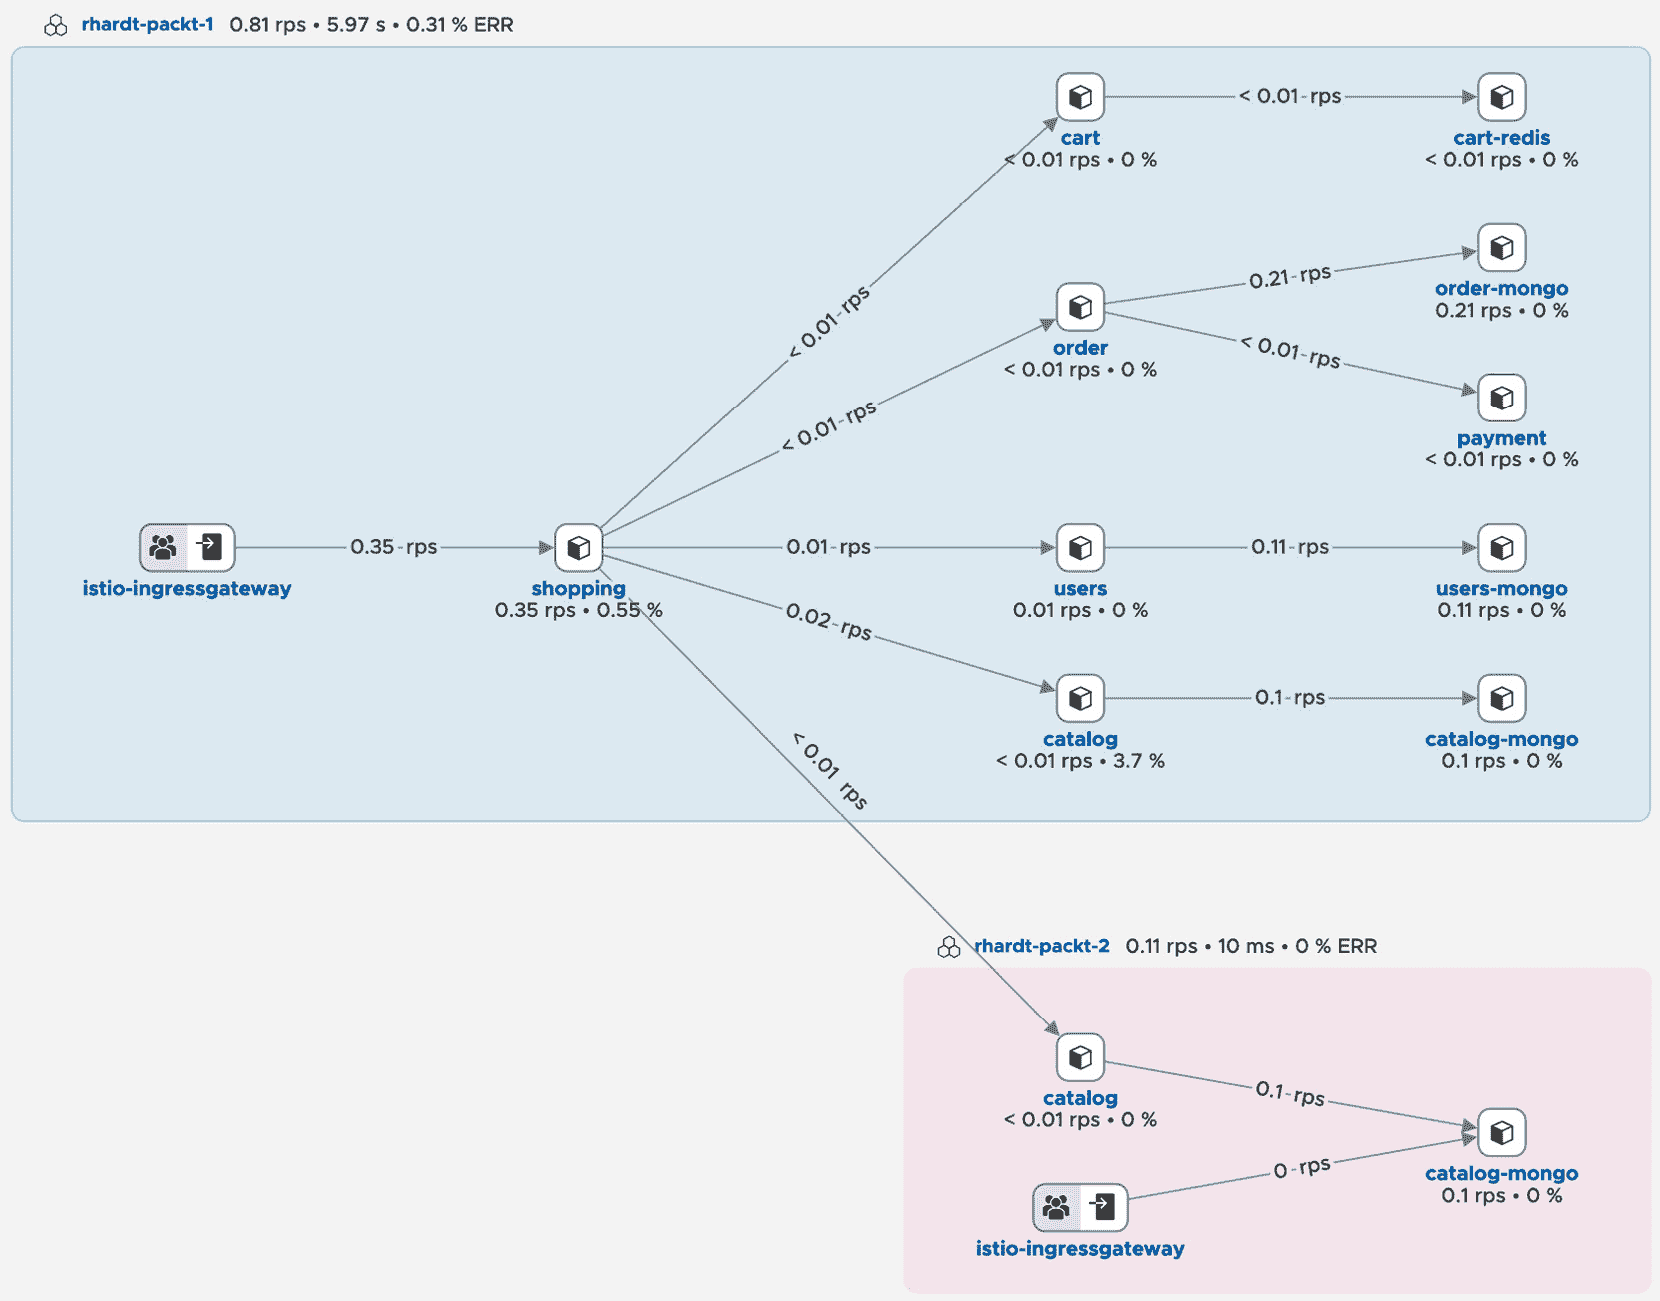 rhardt-packt-1 0.81 rps • 5.97 s • 0.31 % ERR
< 0.01 rps
cart
< 0.01 rps • 0 %
cart-redis
< 0.01 rps • 0 %
0.21 rps
order-mongo
0.21 rps • 0 %
< 0.01 rps
order
< 0.01 rps • 0 %
< 0.01 rps
payment
< 0.01 rps • 0 %
< 0.01 rps
0.35 rps
istio-ingressgateway
shopping
0.35 rps • 0.55 %
0.01 rps
users
0.01 rps • 0 %
0.11 rps
users-mongo
0.11 rps • 0 %
0.02 rps
catalog
< 0.01 rps • 3.7 %
0.1 rps
catalog-mongo
0.1 rps • 0 %
< 0.01 rps
rhardt-packt-2 0.11 rps • 10 ms • 0 % ERR
catalog
< 0.01 rps • 0 %
0.1 rps
0 rps
catalog-mongo
0.1 rps • 0 %
istio-ingressgateway